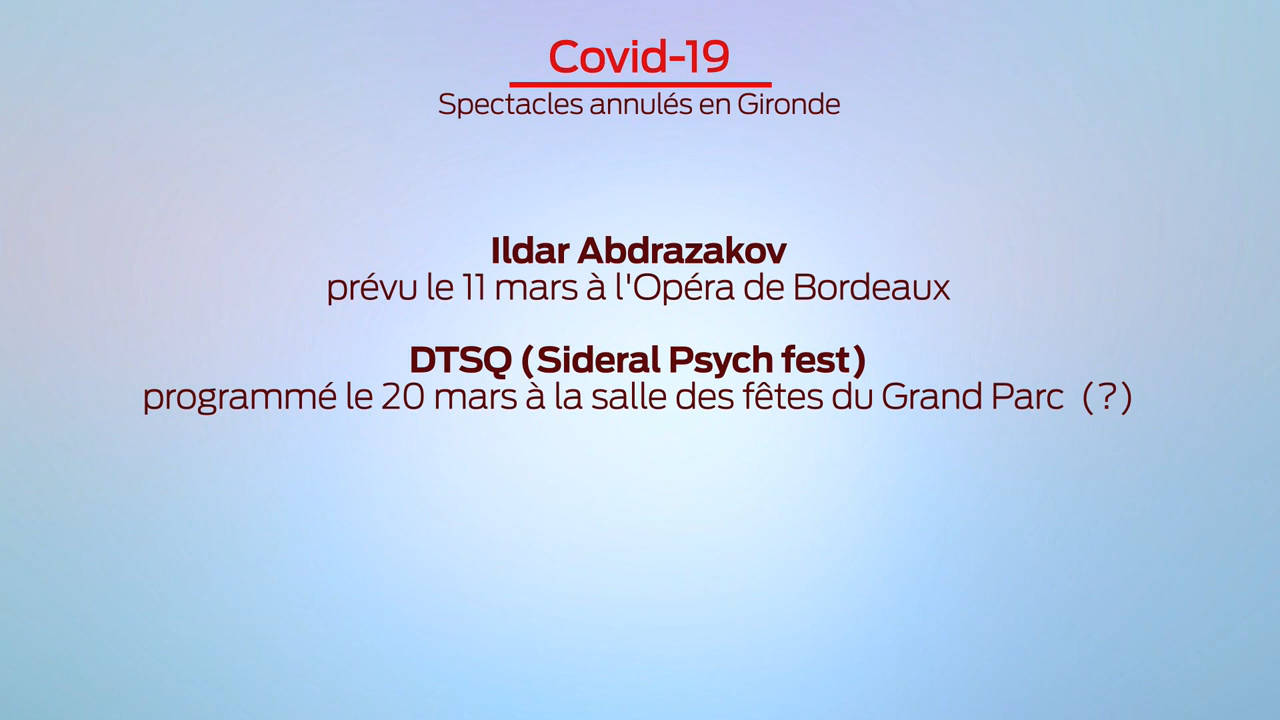 Covid-19
Spectacles annulés en Gironde
Ildar Abdrazakov
prévu le 11 mars à l'Opéra de Bordeaux
DTSQ (Sideral Psych fest)
programmé le 20 mars à la salle des fêtes du Grand Parc (?)